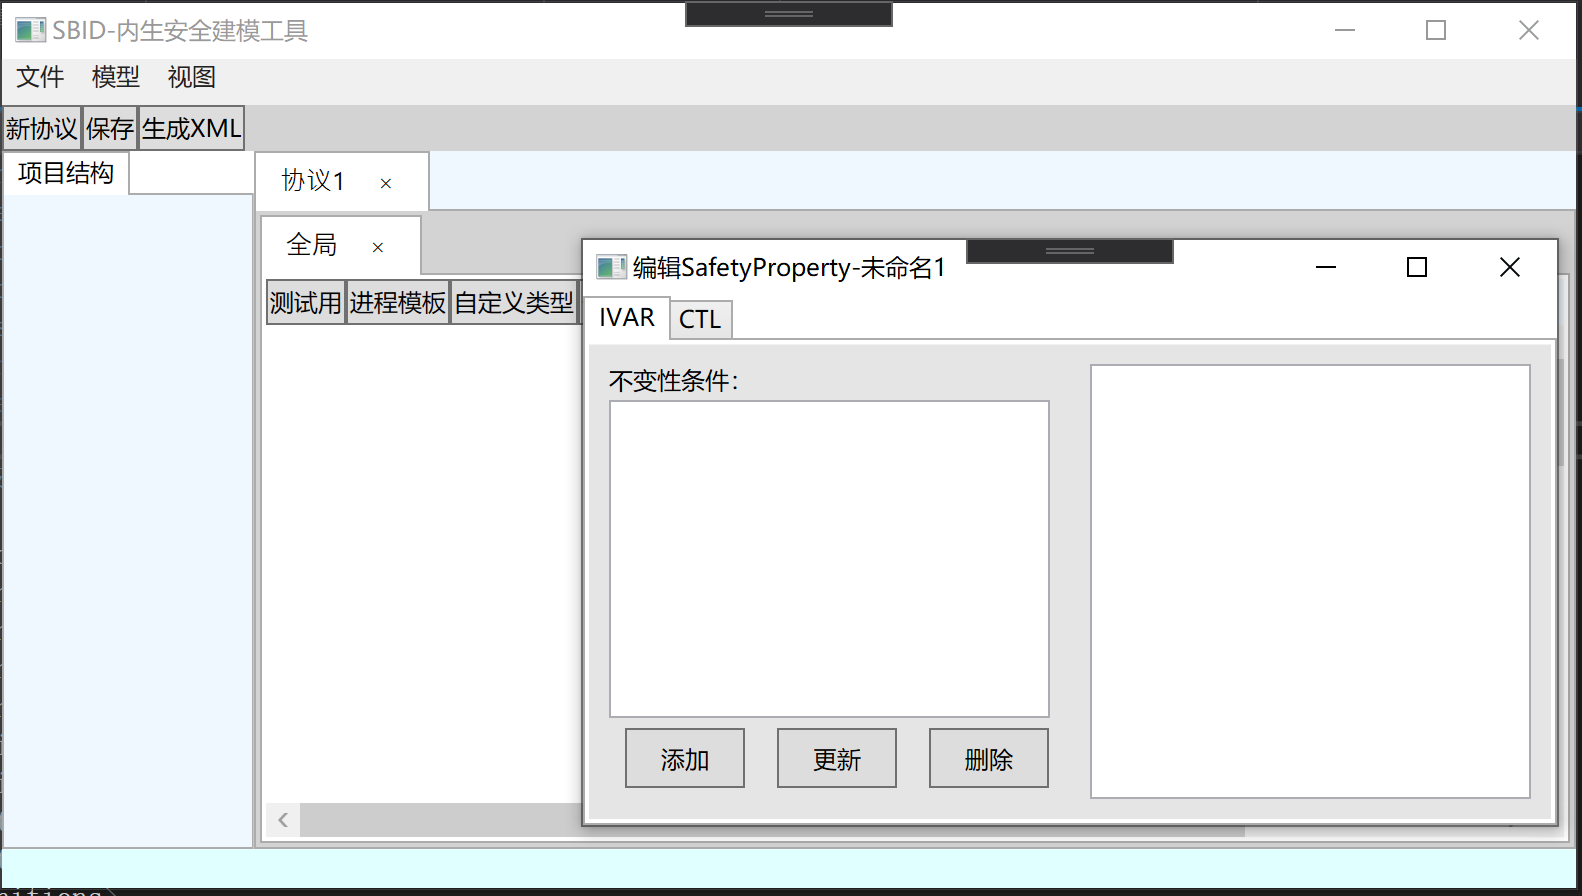 SBID-内生安全建模工具
文件 模型 视图
新协议 保存 生成XML
项目结构
协议1 ×
全局 ×
测试用 进程模板 自定义类型
编辑SafetyProperty-未命名1
IVAR CTL
不变性条件：
添加 更新 删除